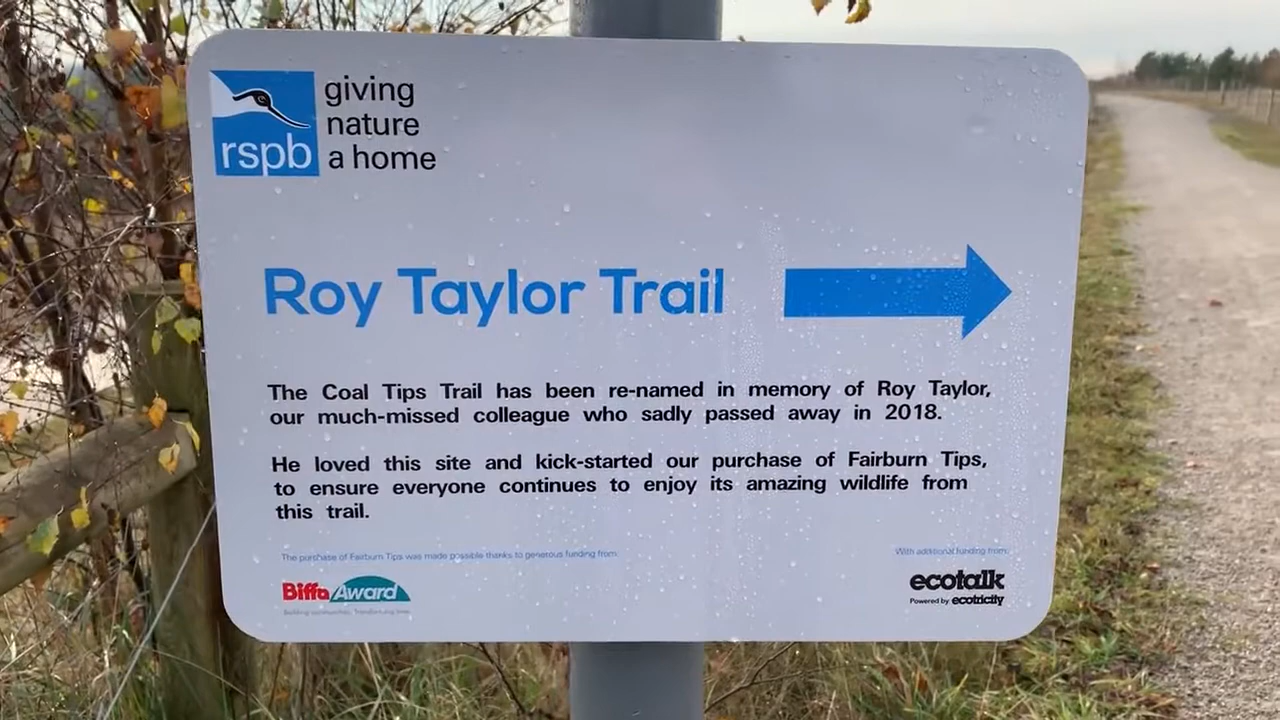 rspb
giving
nature
a home
Roy Taylor Trail
The Coal Tips Trail has been re-named in memory of Roy Taylor,
our much-missed colleague who sadly passed away in 2018.
He loved this site and kick-started our purchase of Fairburn Tips,
to ensure everyone continues to enjoy its amazing wildlife from
this trail.
The purchase of Fairburn Tips was made possible thanks to generous funding from:
With additional funding from:
Biffa Award
Building communities. Transforming lives.
ecotalk
Powered by ecotricity